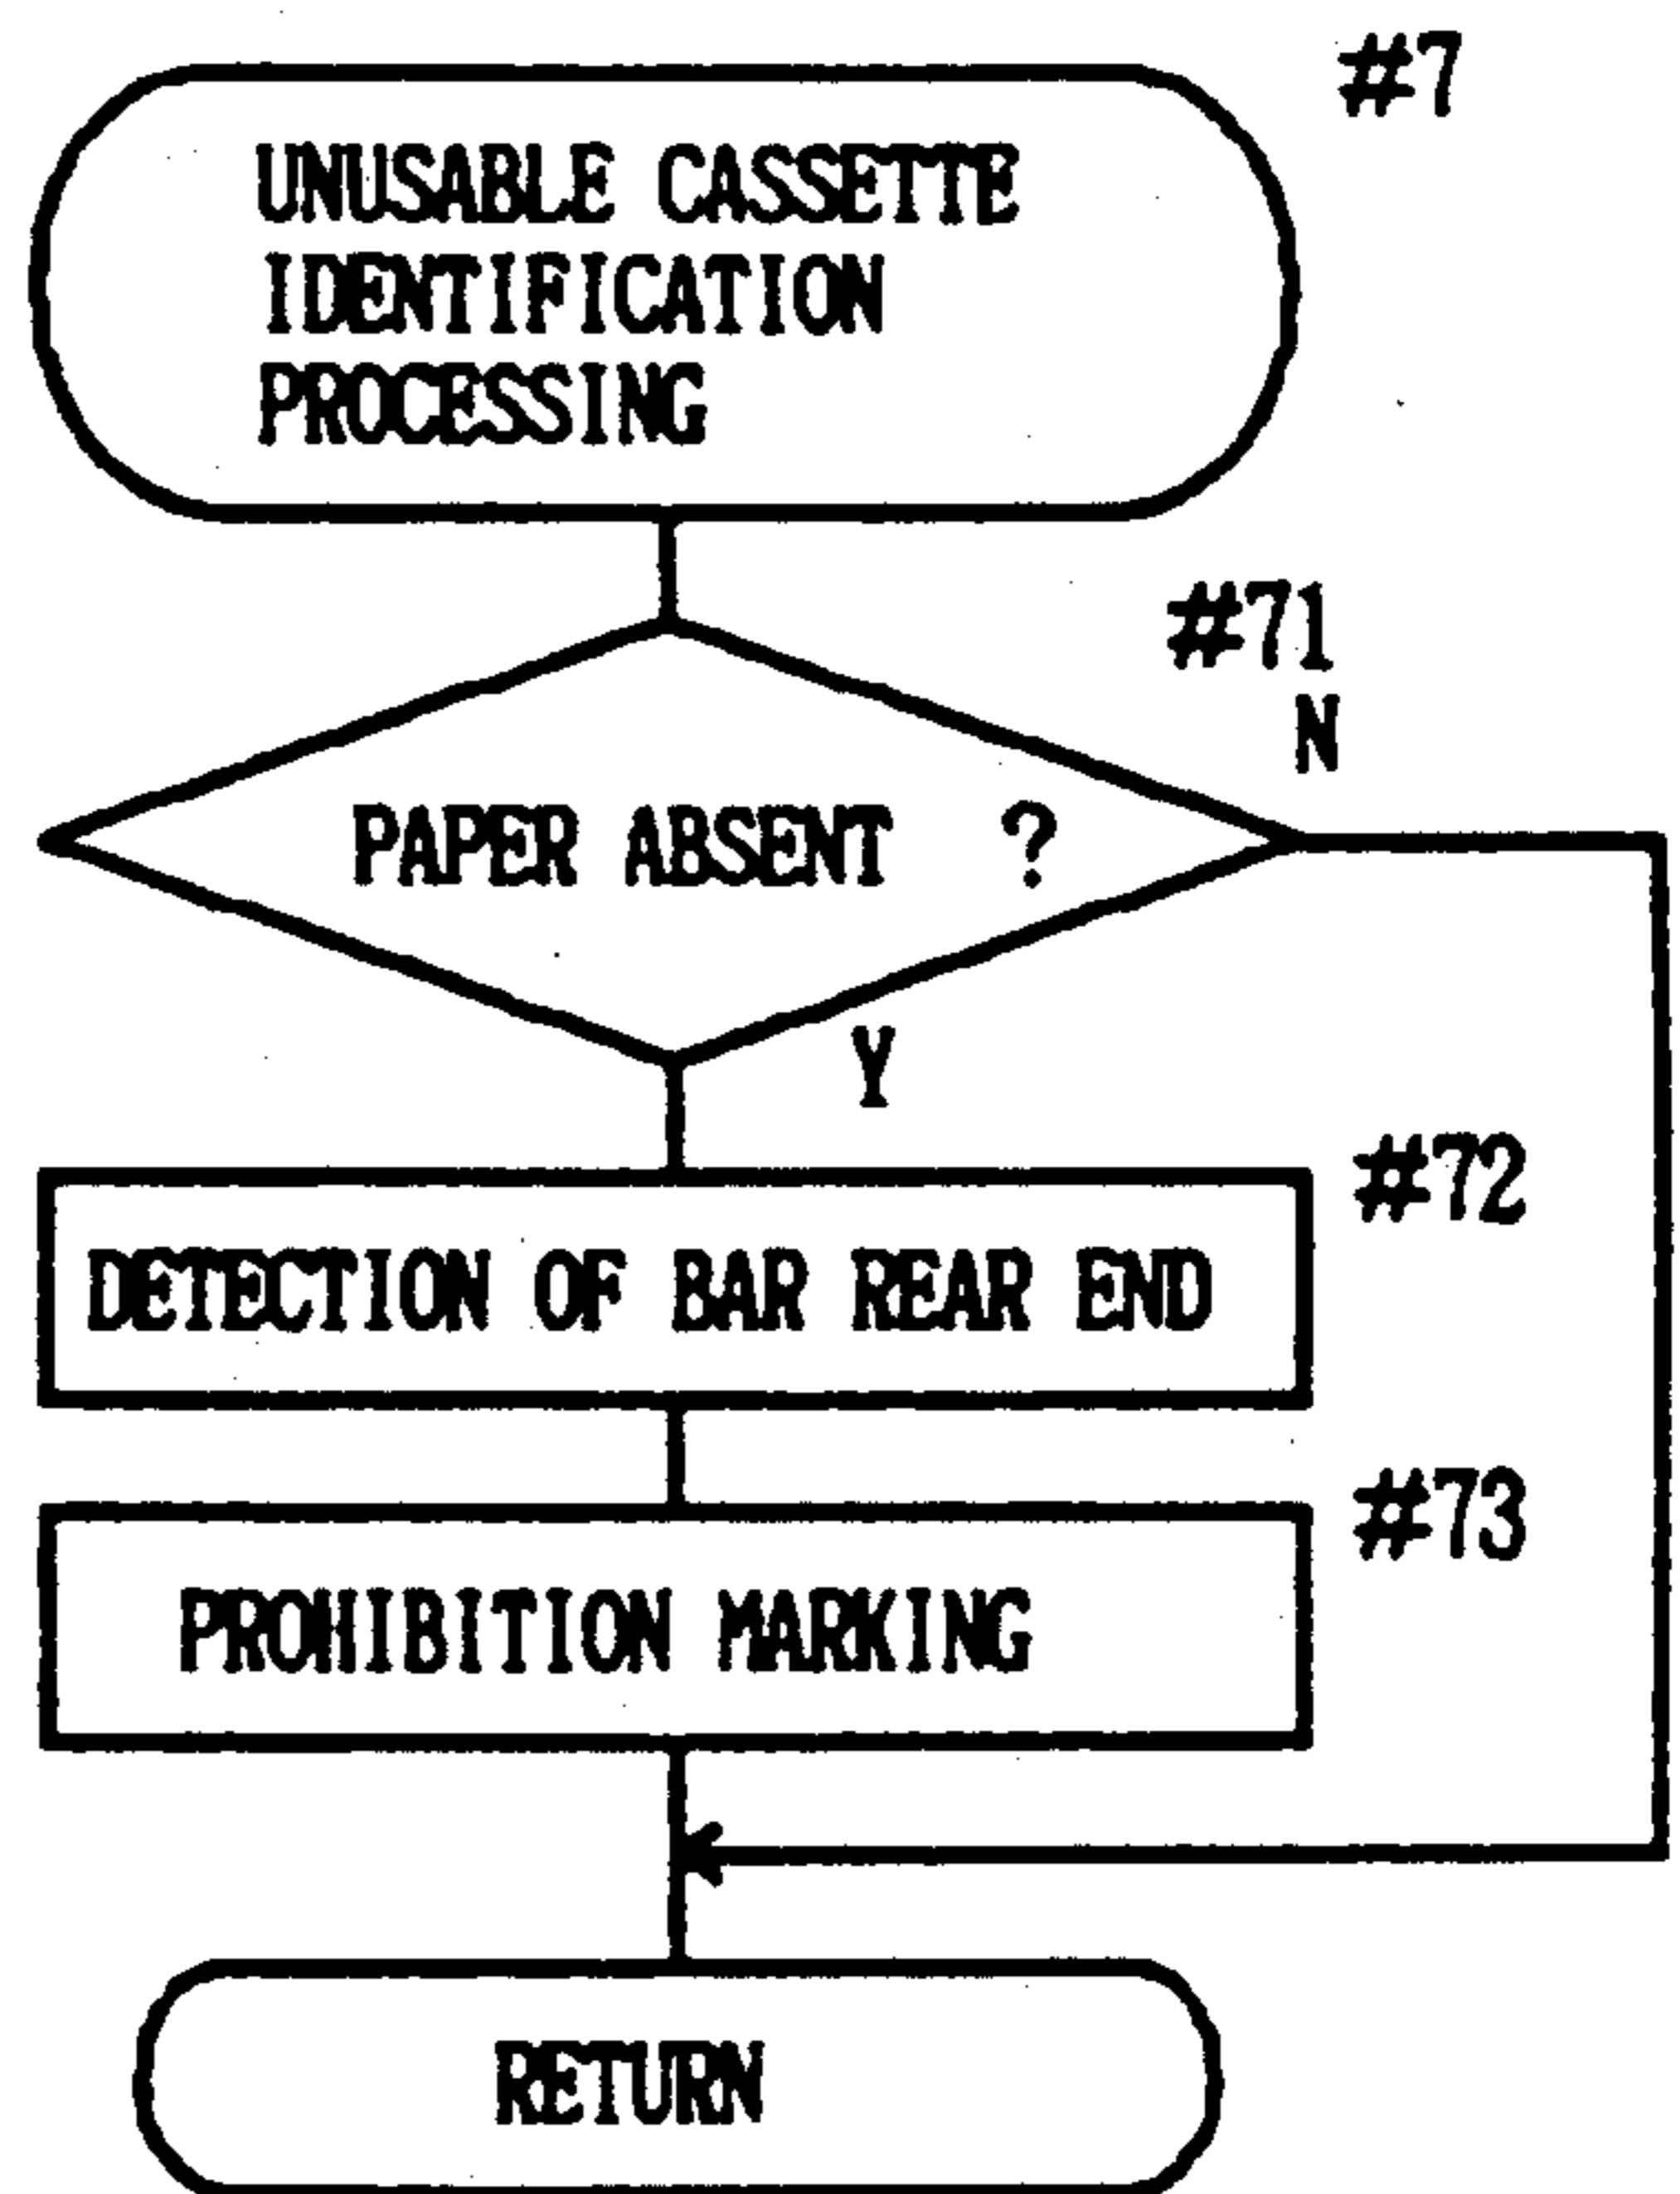 #7
UNUSABLE CASSETTE
IDENTIFICATION
PROCESSING
#71
N
PAPER ABSENT ?
Y
#72
DETECTION OF BAR REAR END
#73
PROHIBITION MARKING
RETURN